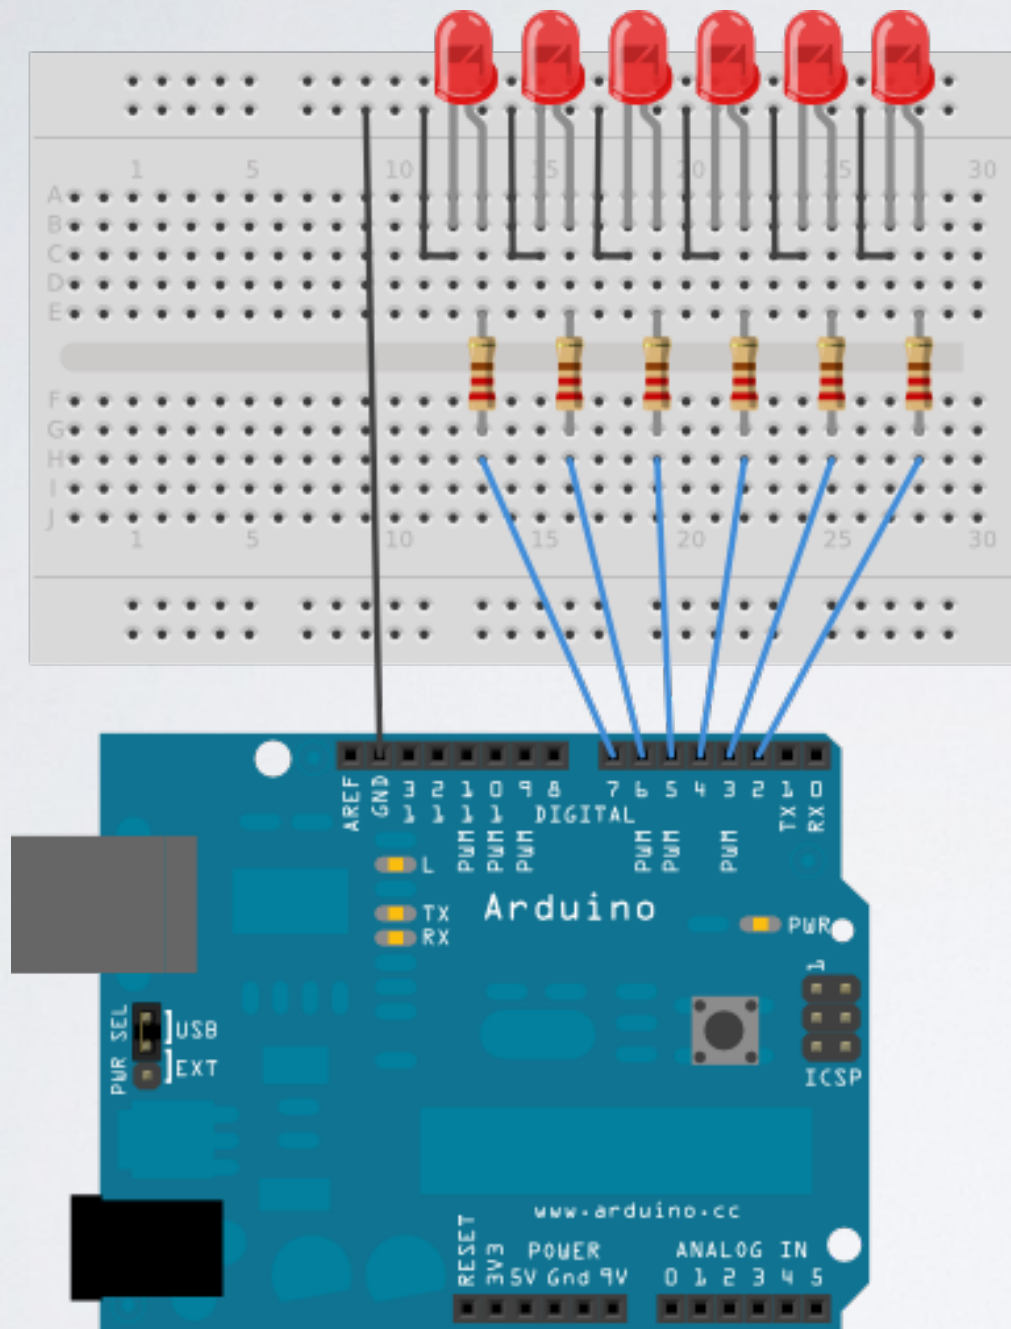 1 5 10 15 20 25 30
A
B
C
D
E
F
G
H
I
J
1 5 10 15 20 25 30
AREF GND 13 12 11 10 9 8 7 6 5 4 3 2 1 0
PWM PWM PWM DIGITAL PWM PWM PWM TX RX
L
TX
RX
Arduino
PWR
1
ICSP
PWR SEL
USB
EXT
www.arduino.cc
RESET 3V3 POWER ANALOG IN
5V Gnd 9V 0 1 2 3 4 5